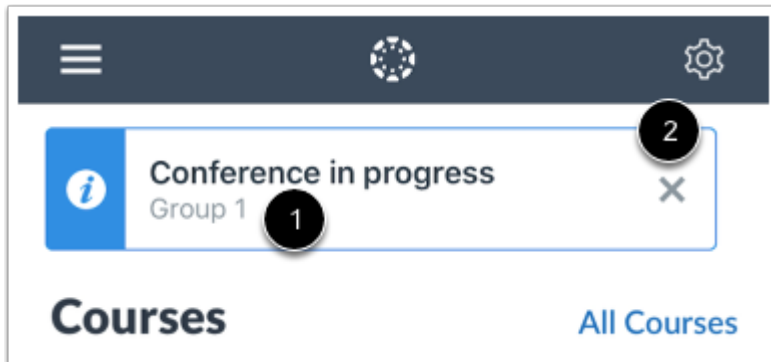 2
Conference in progress
Group 1
1
Courses
All Courses